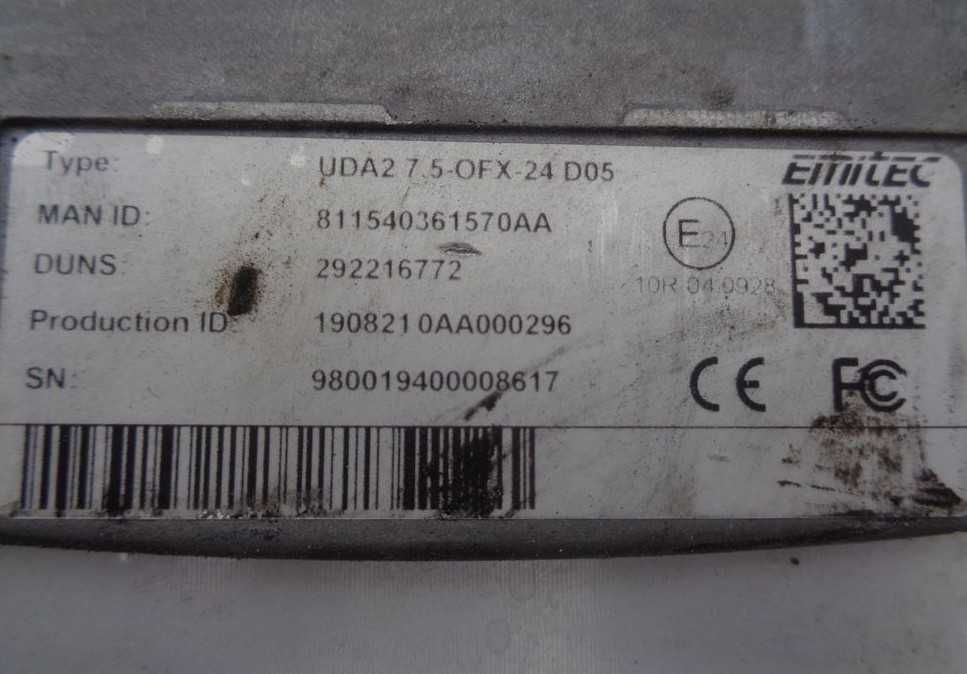 Type: UDA2 7.5-OFX-24 D05
EMITEC
MAN ID: 811540361570AA
E24
DUNS: 292216772
10R 04 0928
Production ID 1908210AA000296
SN: 980019400008617
CE FC